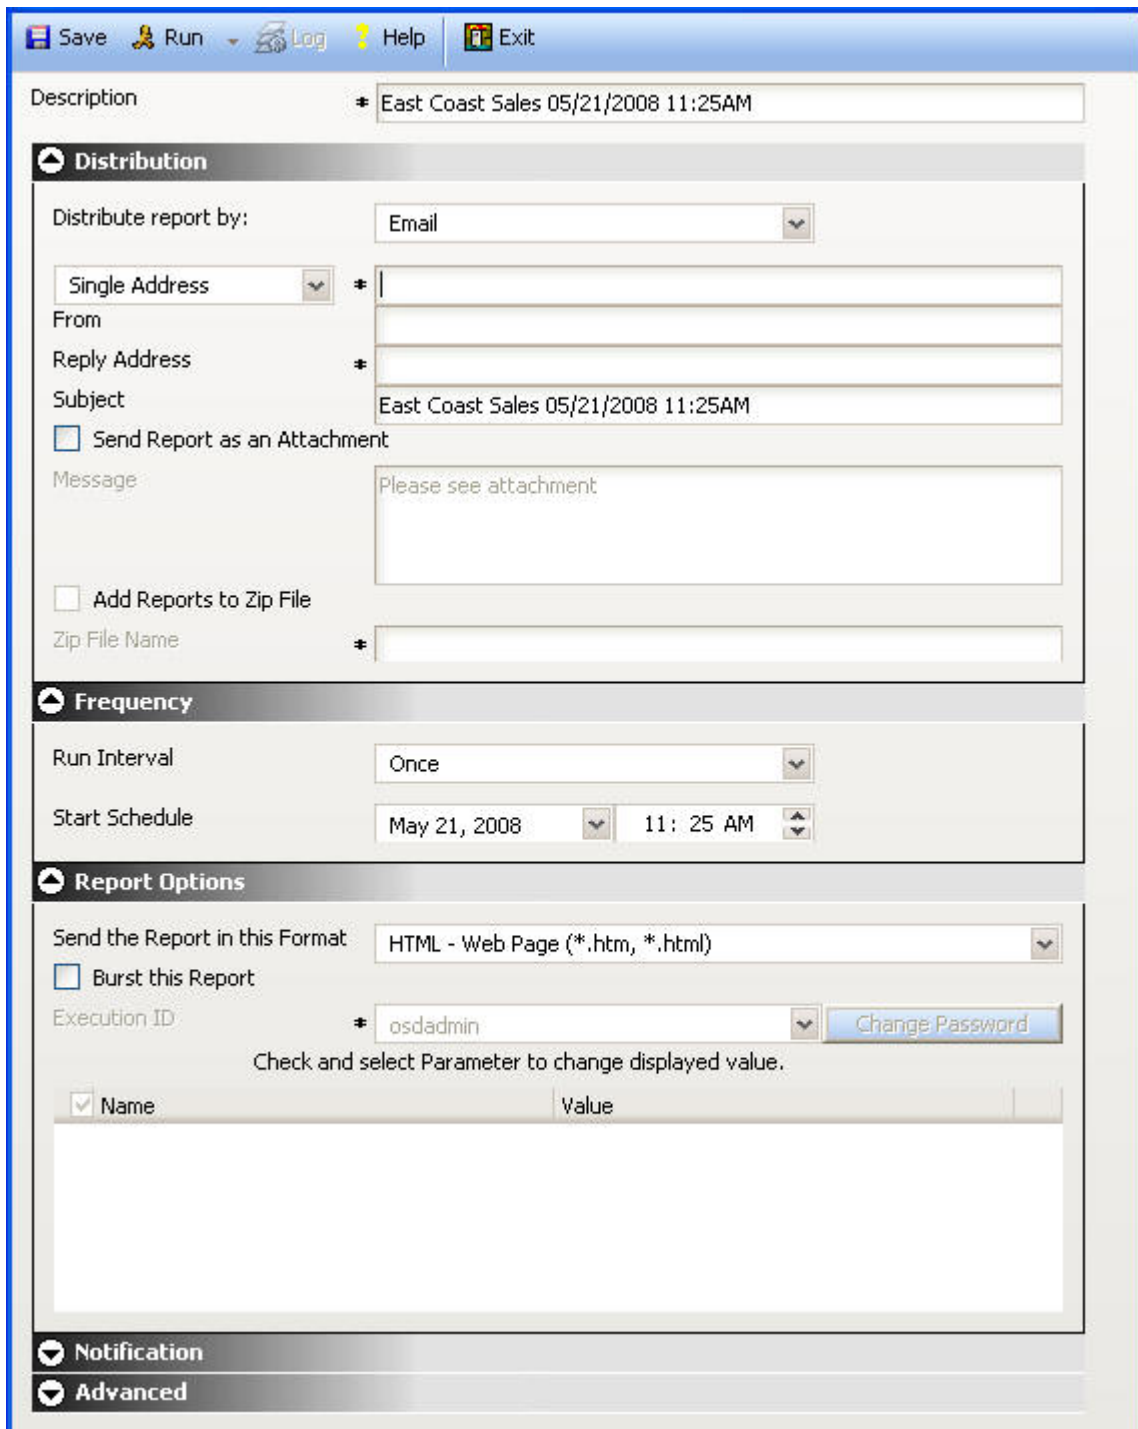 Save Run Log Help Exit
Description * East Coast Sales 05/21/2008 11:25AM
Distribution
Distribute report by: Email
Single Address *
From
Reply Address *
Subject East Coast Sales 05/21/2008 11:25AM
Send Report as an Attachment
Message Please see attachment
Add Reports to Zip File
Zip File Name *
Frequency
Run Interval Once
Start Schedule May 21, 2008 11: 25 AM
Report Options
Send the Report in this Format HTML - Web Page (*.htm, *.html)
Burst this Report
Execution ID * osdadmin Change Password
Check and select Parameter to change displayed value.
Name Value
Notification
Advanced